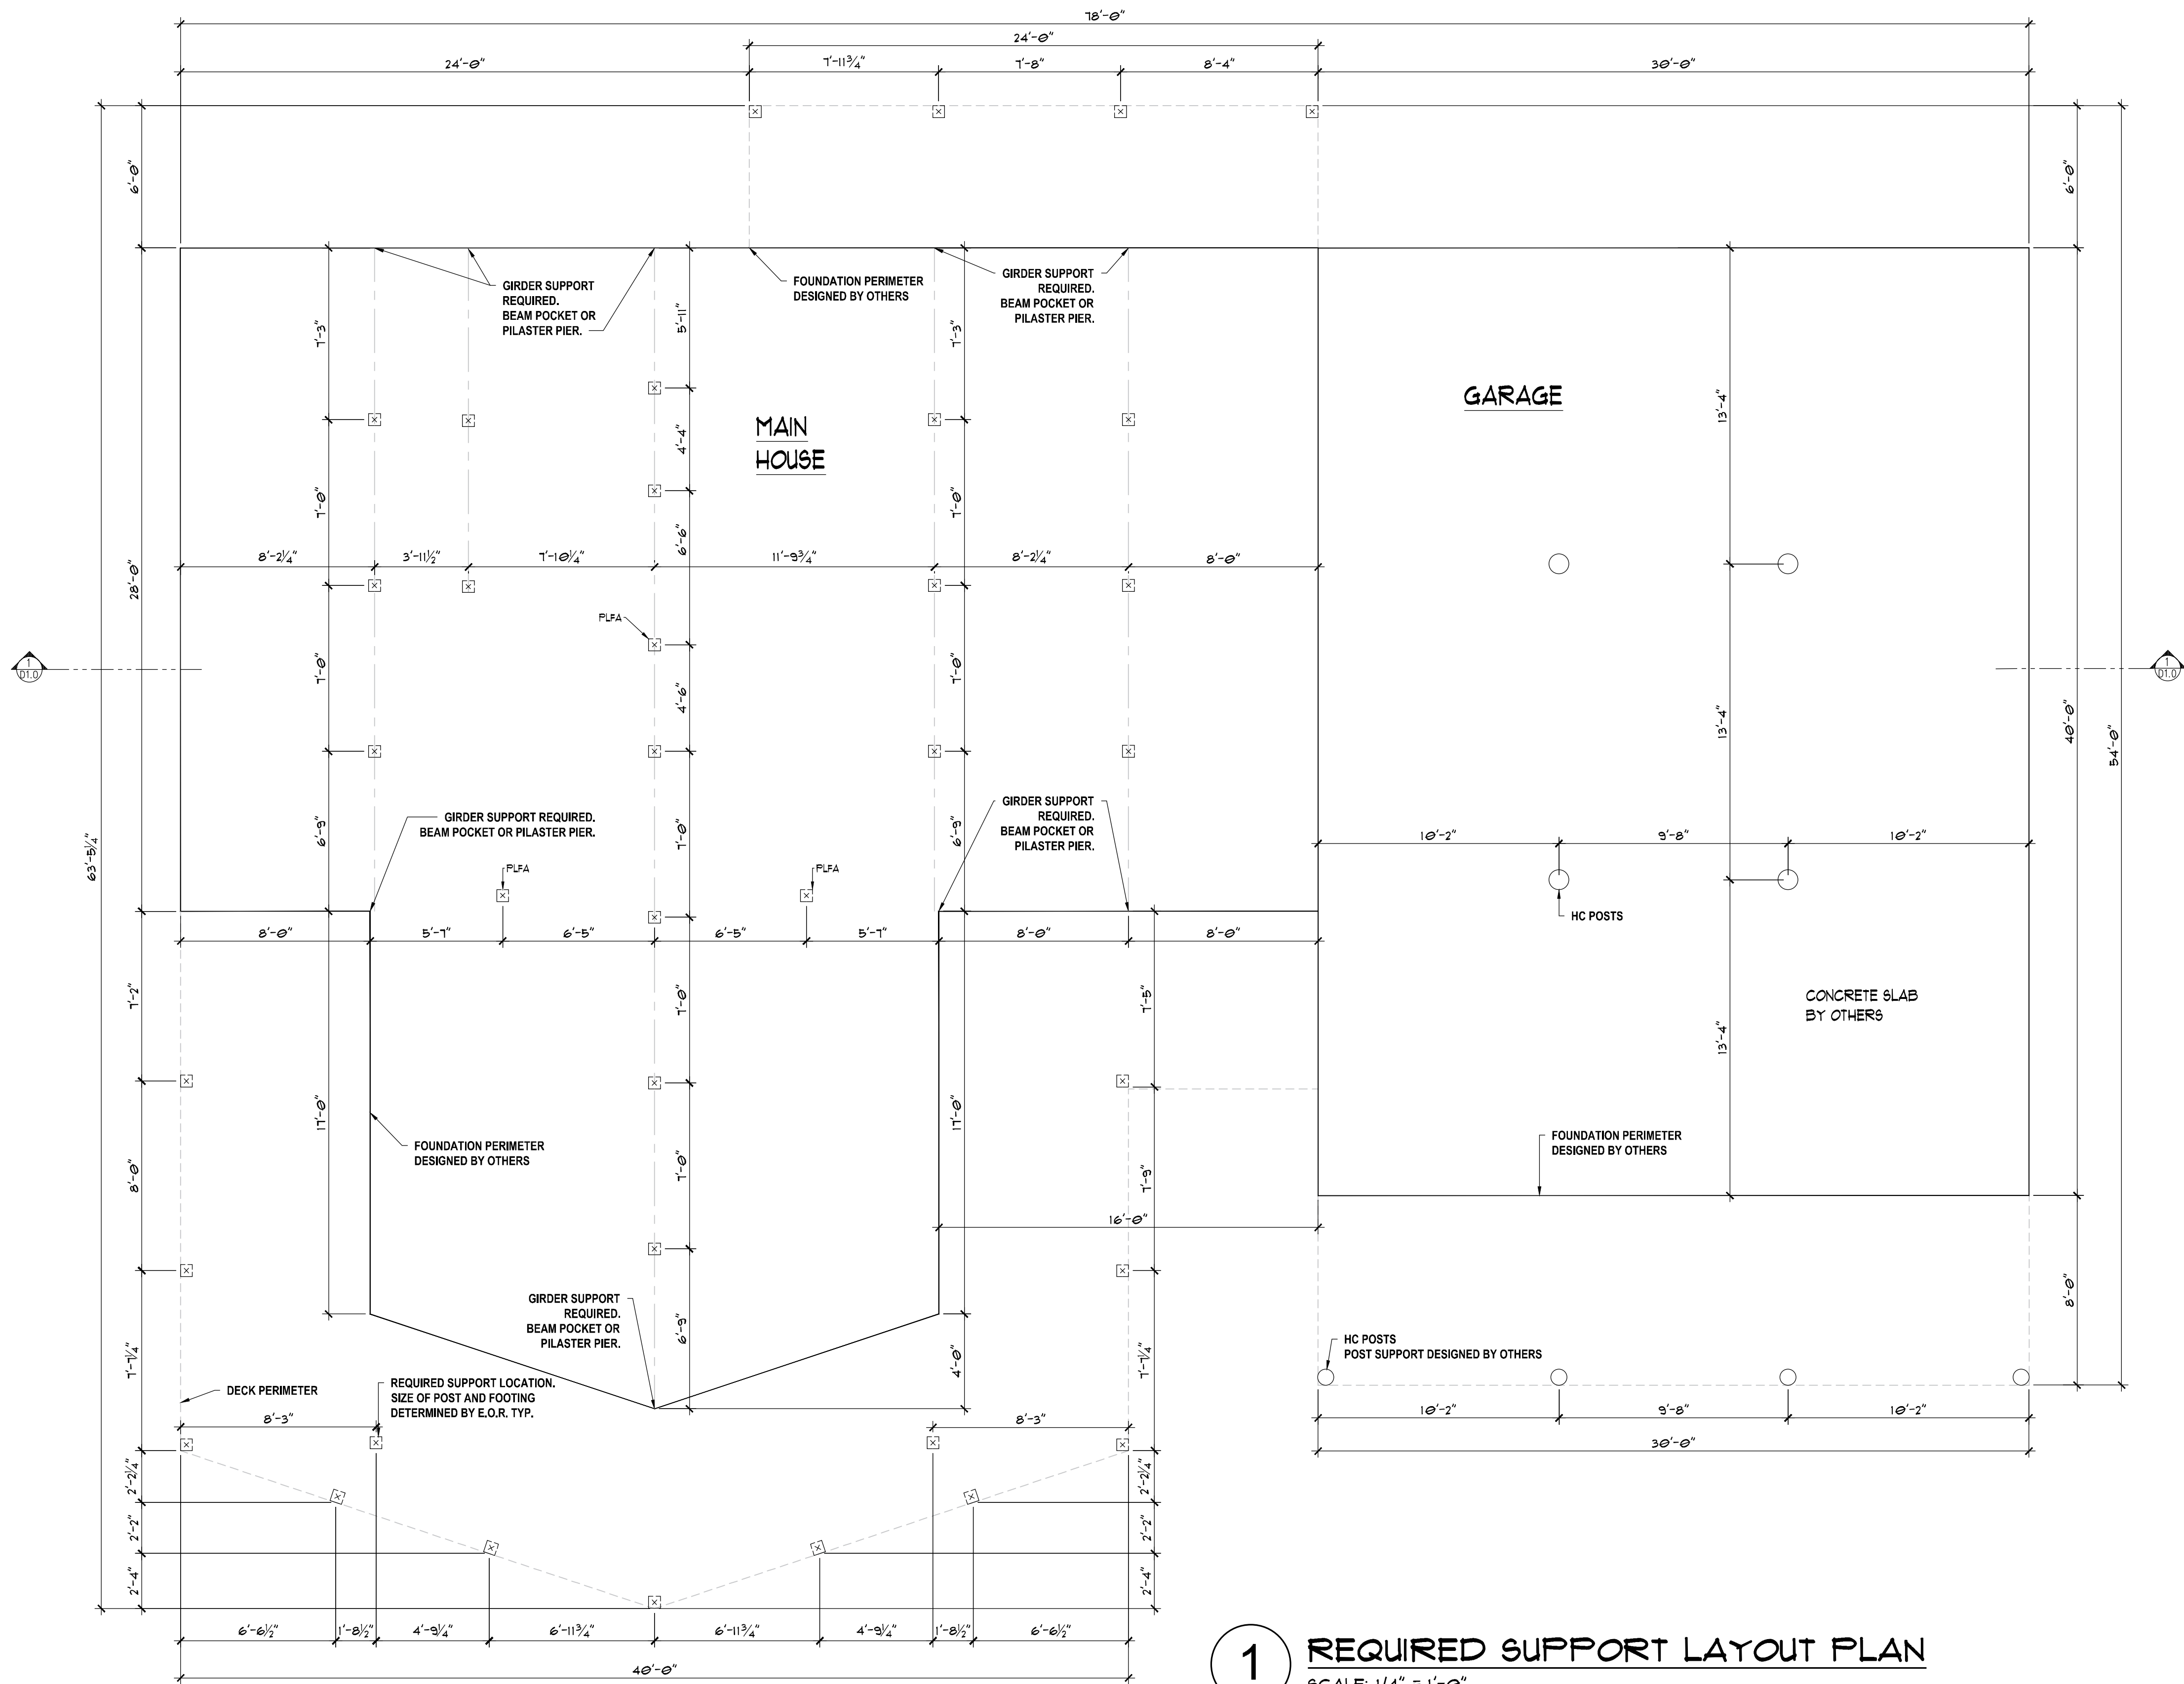 78'-0"
24'-0"
24'-0"
7'-11¾"
7'-8"
8'-4"
30'-0"
6'-0"
6'-0"
GIRDER SUPPORT
REQUIRED.
BEAM POCKET OR
PILASTER PIER.
FOUNDATION PERIMETER
DESIGNED BY OTHERS
GIRDER SUPPORT
REQUIRED.
BEAM POCKET OR
PILASTER PIER.
7'-3"
5'-11"
7'-3"
MAIN
HOUSE
GARAGE
13'-4"
4'-4"
7'-0"
7'-0"
6'-6"
28'-0"
8'-2¼"
3'-11½"
7'-10¼"
11'-9¾"
8'-2¼"
8'-0"
PLFA
1
D1.0
1
D1.0
7'-0"
4'-6"
7'-0"
13'-4"
40'-0"
54'-0"
63'-5¼"
GIRDER SUPPORT REQUIRED.
BEAM POCKET OR PILASTER PIER.
GIRDER SUPPORT
REQUIRED.
BEAM POCKET OR
PILASTER PIER.
6'-9"
7'-0"
6'-9"
10'-2"
9'-8"
10'-2"
PLFA
PLFA
HC POSTS
8'-0"
5'-7"
6'-5"
6'-5"
5'-7"
8'-0"
8'-0"
7'-2"
7'-0"
7'-5"
CONCRETE SLAB
BY OTHERS
13'-4"
17'-0"
17'-0"
FOUNDATION PERIMETER
DESIGNED BY OTHERS
FOUNDATION PERIMETER
DESIGNED BY OTHERS
8'-0"
7'-0"
7'-9"
16'-0"
8'-0"
GIRDER SUPPORT
REQUIRED.
BEAM POCKET OR
PILASTER PIER.
6'-9"
4'-0"
7'-7¼"
7'-7¼"
HC POSTS
POST SUPPORT DESIGNED BY OTHERS
DECK PERIMETER
REQUIRED SUPPORT LOCATION.
SIZE OF POST AND FOOTING
DETERMINED BY E.O.R. TYP.
8'-3"
8'-3"
10'-2"
9'-8"
10'-2"
30'-0"
2'-2¼"
2'-2¼"
2'-2"
2'-2"
2'-4"
2'-4"
6'-6½"
1'-8½"
4'-9¼"
6'-11¾"
6'-11¾"
4'-9¼"
1'-8½"
6'-6½"
40'-0"
1
REQUIRED SUPPORT LAYOUT PLAN
SCALE: 1/4" = 1'-0"